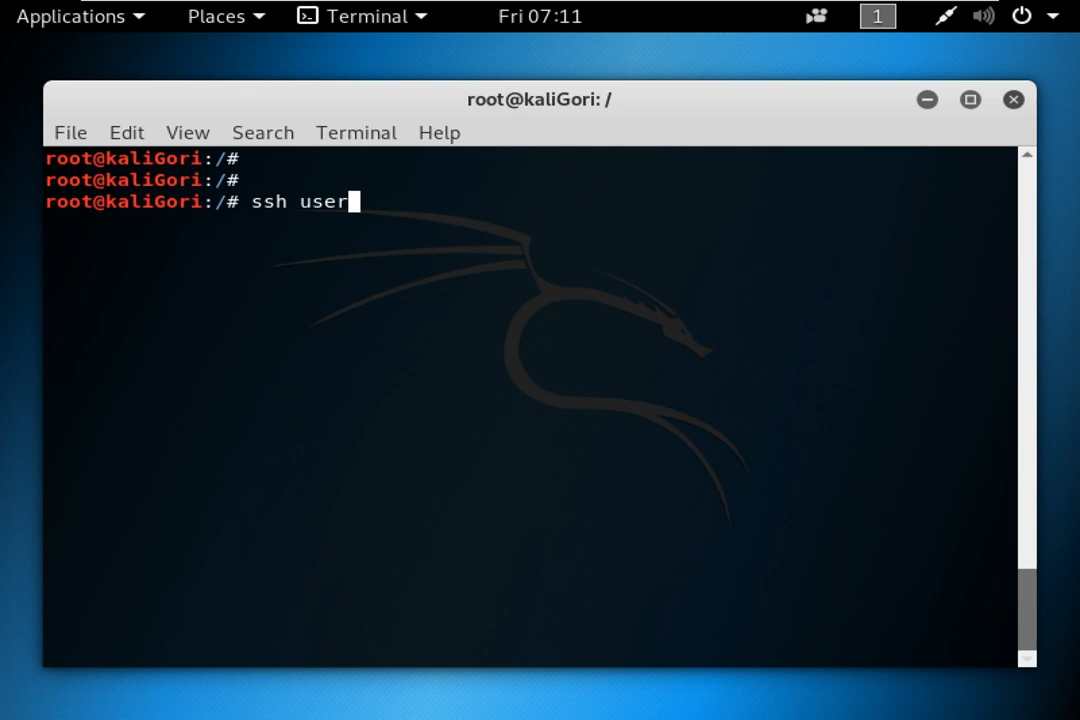 Applications Places Terminal Fri 07:11 1
root@kaliGori: /
File Edit View Search Terminal Help
root@kaliGori:/#
root@kaliGori:/#
root@kaliGori:/# ssh user